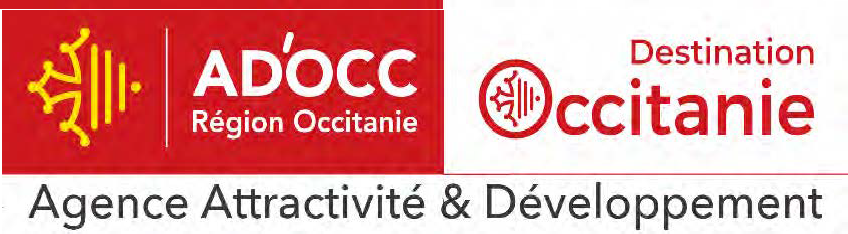 AD'OCC
Région Occitanie
Destination
Occitanie
Agence Attractivité & Développement